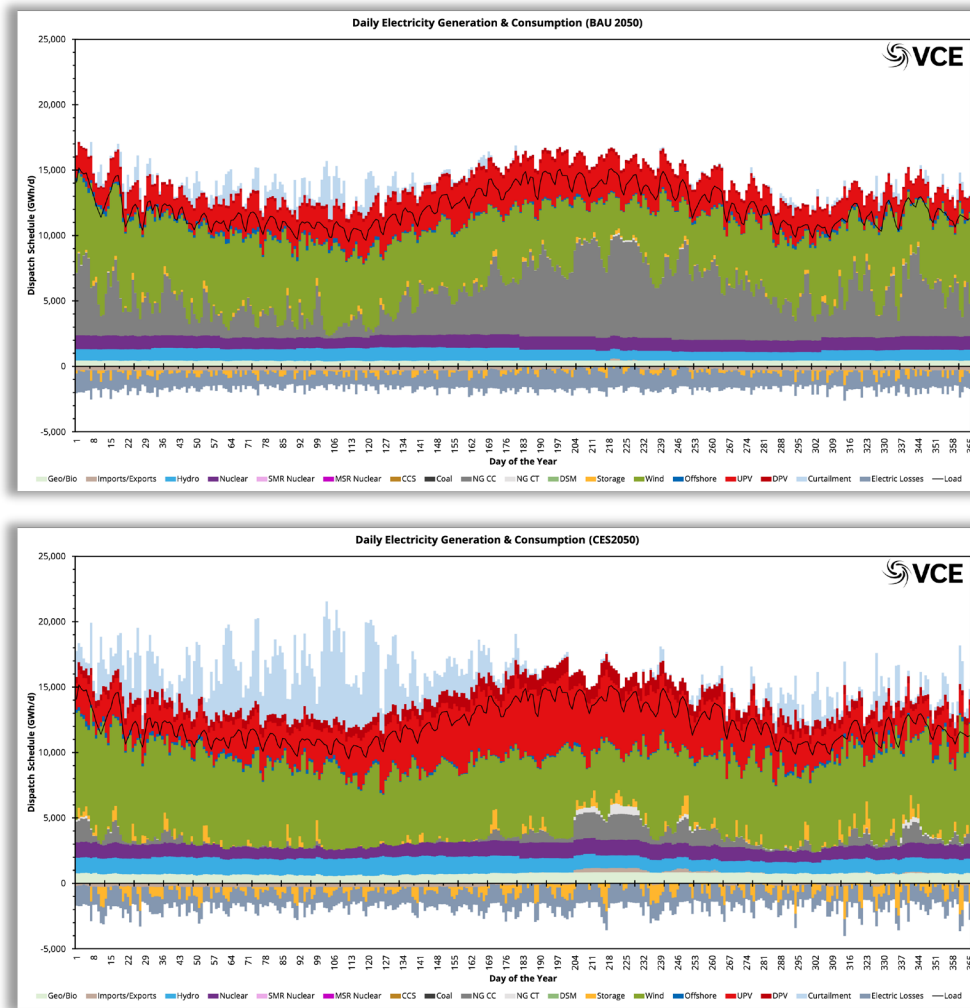 Daily Electricity Generation & Consumption (BAU 2050)
VCE
Dispatch Schedule (GWh/d)
25,000
20,000
15,000
10,000
5,000
0
-5,000
1 8 15 22 29 36 43 50 57 64 71 78 85 92 99 106 113 120 127 134 141 148 155 162 169 176 183 190 197 204 211 218 225 232 239 246 253 260 267 274 281 288 295 302 309 316 323 330 337 344 351 358 365
Day of the Year
Geo/Bio Imports/Exports Hydro Nuclear SMR Nuclear MSR Nuclear CCS Coal NG CC NG CT DSM Storage Wind Offshore UPV DPV Curtailment Electric Losses Load
Daily Electricity Generation & Consumption (CES2050)
VCE
Dispatch Schedule (GWh/d)
25,000
20,000
15,000
10,000
5,000
0
-5,000
1 8 15 22 29 36 43 50 57 64 71 78 85 92 99 106 113 120 127 134 141 148 155 162 169 176 183 190 197 204 211 218 225 232 239 246 253 260 267 274 281 288 295 302 309 316 323 330 337 344 351 358 365
Day of the Year
Geo/Bio Imports/Exports Hydro Nuclear SMR Nuclear MSR Nuclear CCS Coal NG CC NG CT DSM Storage Wind Offshore UPV DPV Curtailment Electric Losses Load